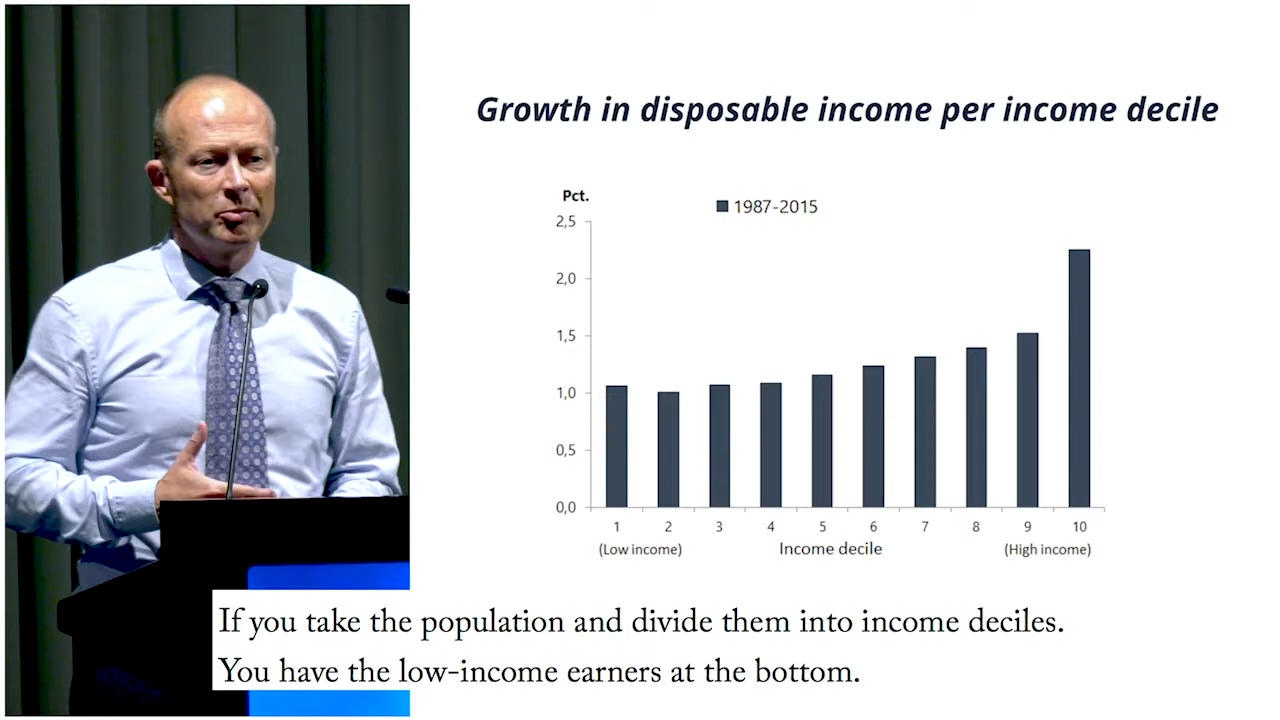 Growth in disposable income per income decile
Pct.
1987-2015
2,5
2,0
1,5
1,0
0,5
0,0
1 2 3 4 5 6 7 8 9 10
(Low income) Income decile (High income)
If you take the population and divide them into income deciles.
You have the low-income earners at the bottom.